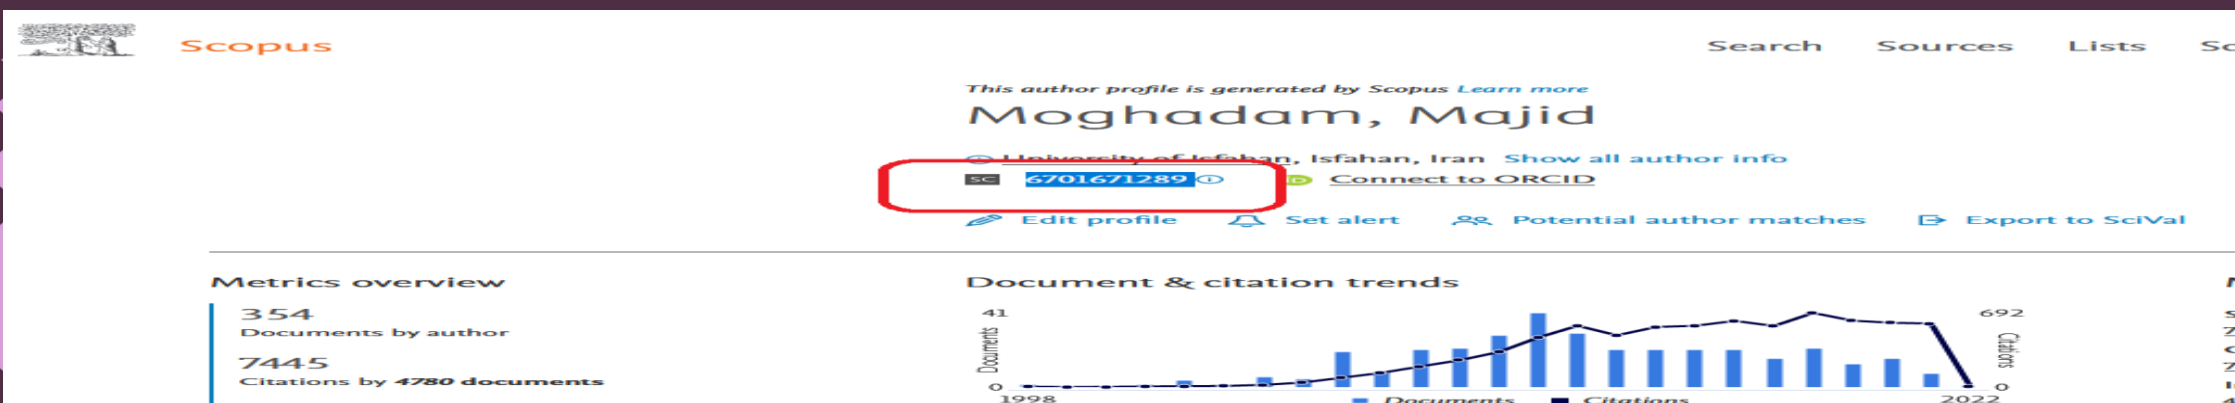 Scopus
Search Sources Lists
This author profile is generated by Scopus Learn more
Moghadam, Majid
University of Isfahan, Isfahan, Iran Show all author info
SC 6701671289
iD Connect to ORCID
Edit profile Set alert Potential author matches Export to SciVal
Metrics overview
354
Documents by author
7445
Citations by 4780 documents
Document & citation trends
41
692
Documents
Citations
0
0
1998
2022
Documents Citations